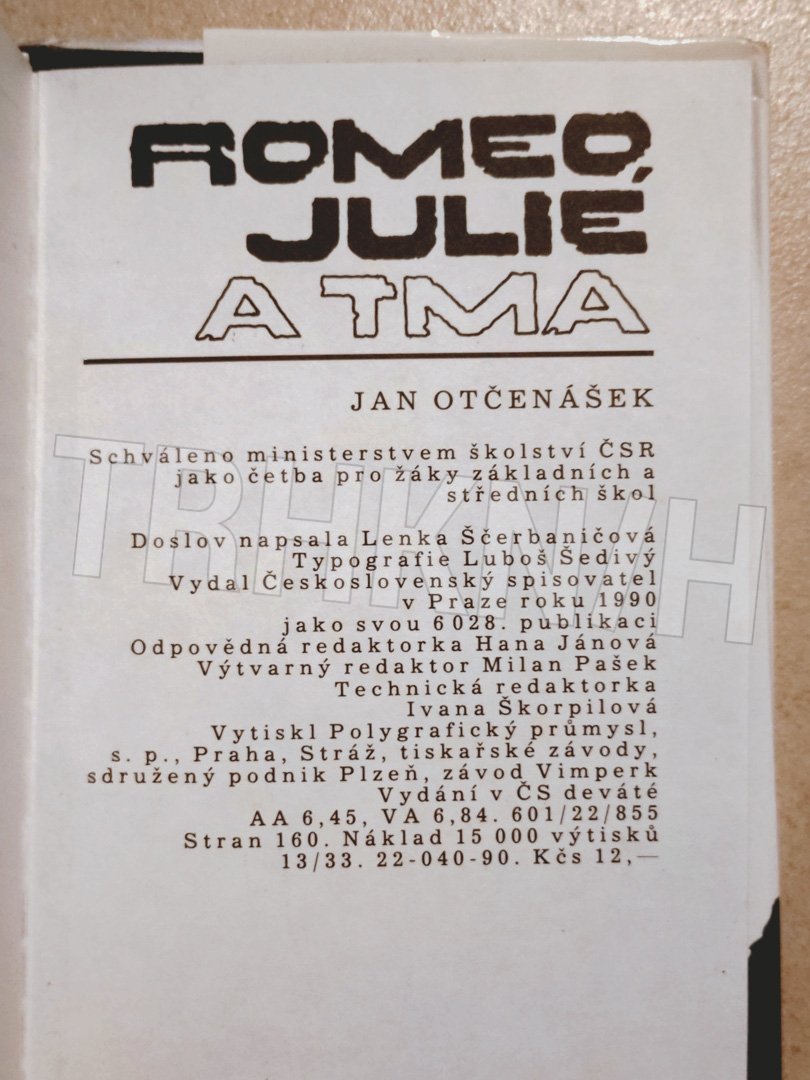 ROMEO,
JULIE
A TMA
JAN OTČENÁŠEK
Schváleno ministerstvem školství ČSR
jako četba pro žáky základních a
středních škol
Doslov napsala Lenka Ščerbaničová
Typografie Luboš Šedivý
Vydal Československý spisovatel
v Praze roku 1990
jako svou 6028. publikaci
Odpovědná redaktorka Hana Jánová
Výtvarný redaktor Milan Pašek
Technická redaktorka
Ivana Škorpilová
Vytiskl Polygrafický průmysl,
s. p., Praha, Stráž, tiskařské závody,
sdružený podnik Plzeň, závod Vimperk
Vydání v ČS deváté
AA 6,45, VA 6,84. 601/22/855
Stran 160. Náklad 15 000 výtisků
13/33. 22-040-90. Kčs 12,—